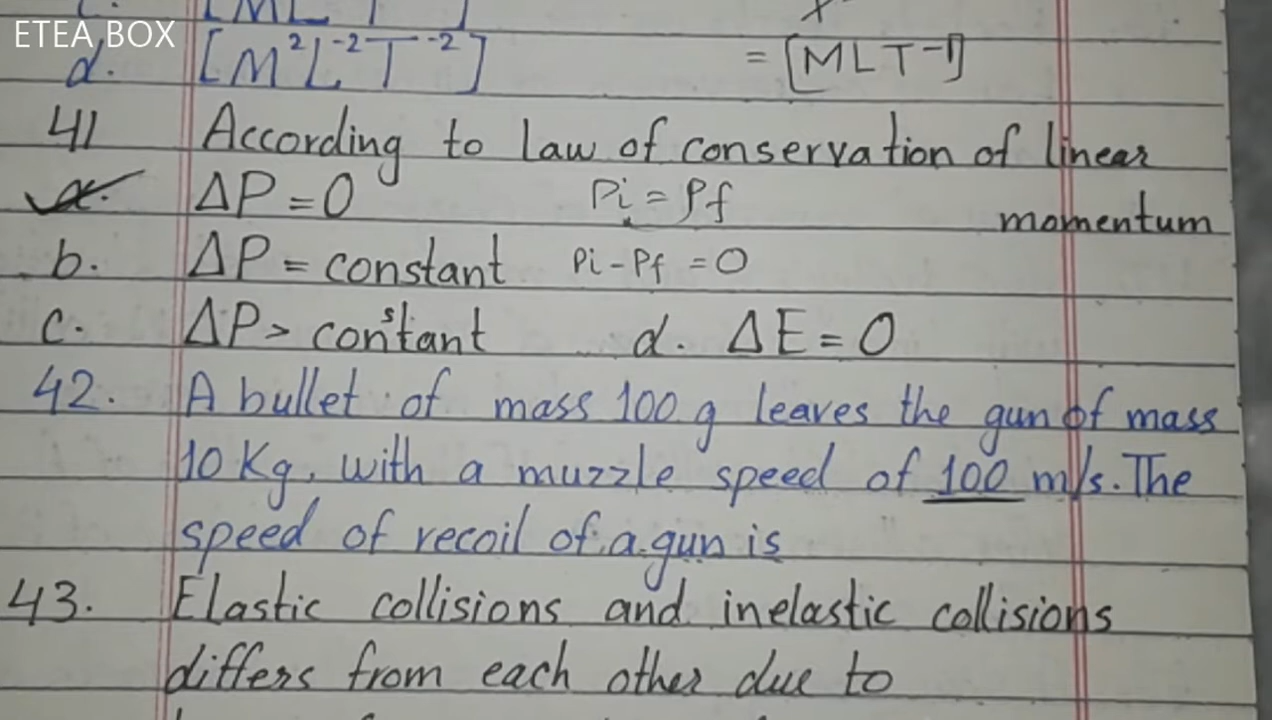 ETEA BOX
d. [M²L⁻²T⁻²] = [MLT⁻¹]
41 According to law of conservation of linear
momentum
a. ΔP = 0 Pi = Pf
b. ΔP = constant Pi - Pf = 0
c. ΔP > constant d. ΔE = 0
42. A bullet of mass 100 g leaves the gun of mass
10 Kg, with a muzzle speed of 100 m/s. The
speed of recoil of a gun is
43. Elastic collisions and inelastic collisions
differs from each other due to